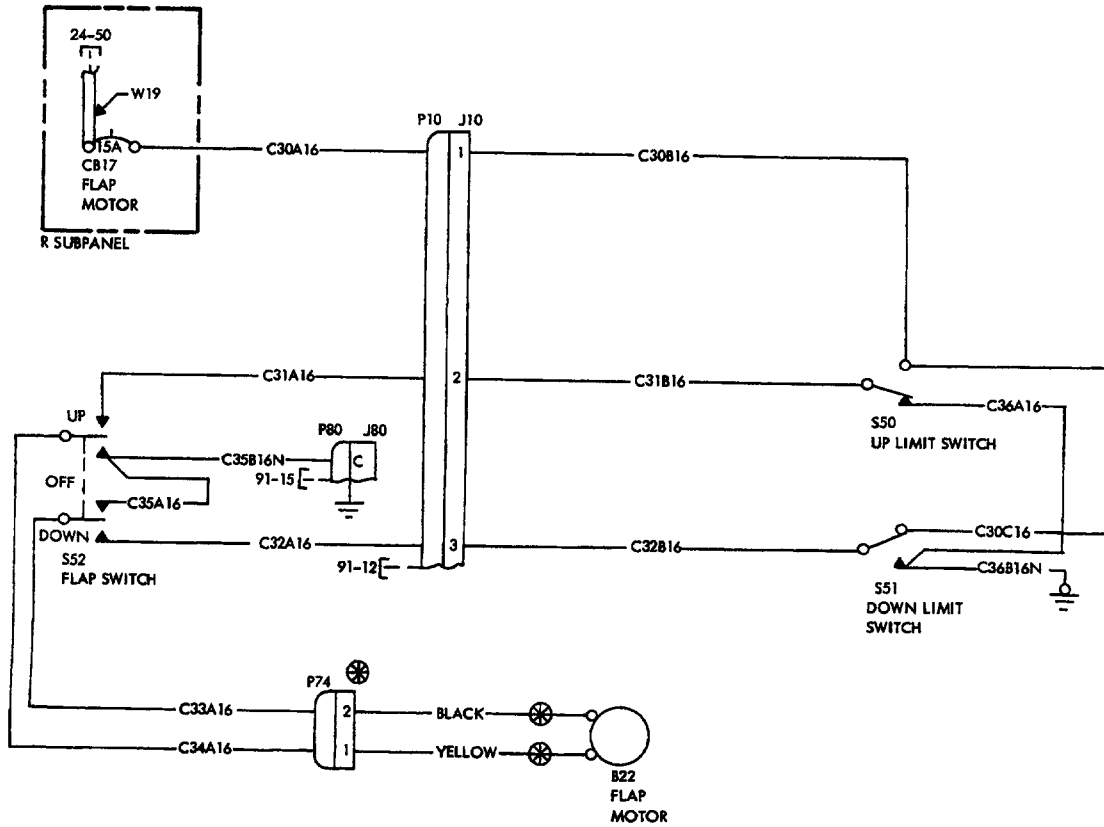 24-50
W19
15A
CB17
FLAP
MOTOR
R SUBPANEL
C30A16
P10 J10
1
C30B16
C31A16
2
C31B16
C36A16
S50
UP LIMIT SWITCH
UP
P80 J80
C35B16N
C
91-15
OFF
C35A16
DOWN
C32A16
3
C32B16
C30C16
91-12
S52
FLAP SWITCH
C36B16N
S51
DOWN LIMIT
SWITCH
P74
C33A16
2
BLACK
C34A16
1
YELLOW
B22
FLAP
MOTOR